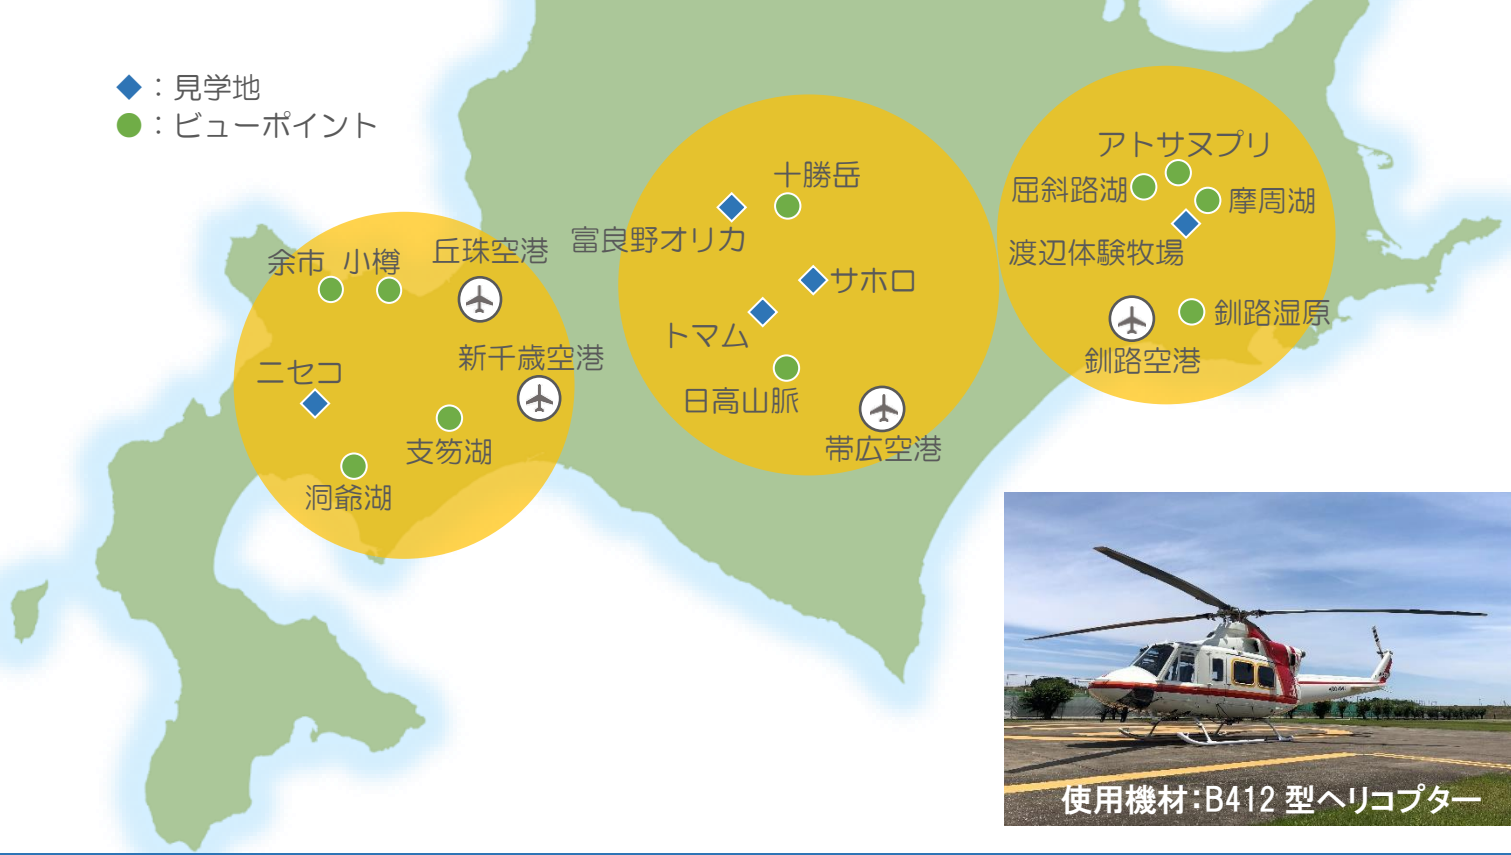 ：見学地
：ビューポイント
余市
小樽
丘珠空港
新千歳空港
ニセコ
支笏湖
洞爺湖
十勝岳
富良野オリカ
サホロ
トマム
日高山脈
帯広空港
アトサヌプリ
屈斜路湖
摩周湖
渡辺体験牧場
釧路湿原
釧路空港
使用機材：B412 型ヘリコプター